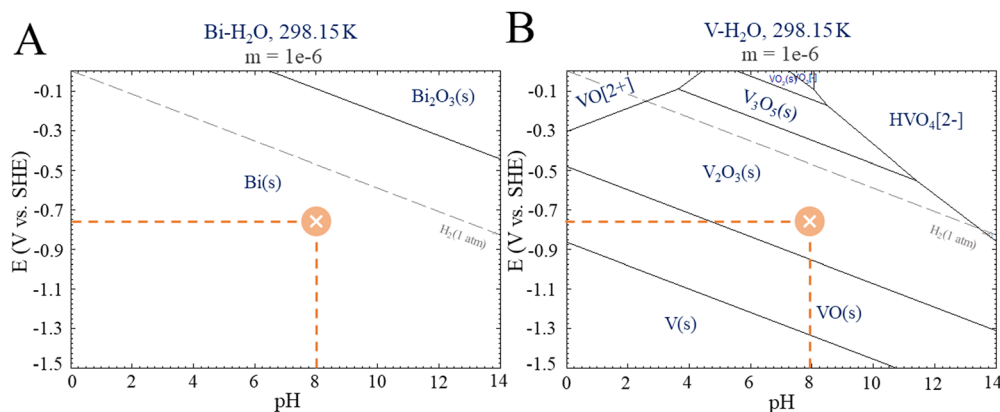 A
Bi-H₂O, 298.15K
m = 1e-6
E (V vs. SHE)
-0.1
-0.3
-0.5
-0.7
-0.9
-1.1
-1.3
-1.5
Bi₂O₃(s)
Bi(s)
H₂(1 atm)
0 2 4 6 8 10 12 14
pH
B
V-H₂O, 298.15K
m = 1e-6
E (V vs. SHE)
-0.1
-0.3
-0.5
-0.7
-0.9
-1.1
-1.3
-1.5
VO[2+]
VO₂(s)
V₃O₅(s)
HVO₄[2-]
V₂O₃(s)
H₂(1 atm)
VO(s)
V(s)
0 2 4 6 8 10 12 14
pH